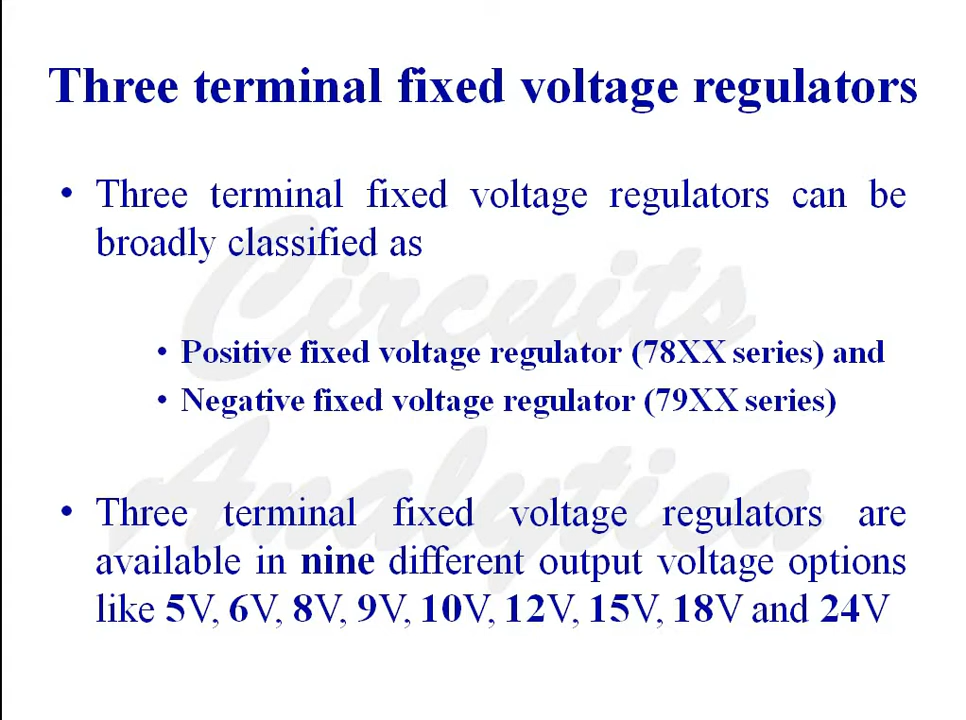 Three terminal fixed voltage regulators
• Three terminal fixed voltage regulators can be
broadly classified as
• Positive fixed voltage regulator (78XX series) and
• Negative fixed voltage regulator (79XX series)
• Three terminal fixed voltage regulators are
available in nine different output voltage options
like 5V, 6V, 8V, 9V, 10V, 12V, 15V, 18V and 24V
Circuits
Analytica